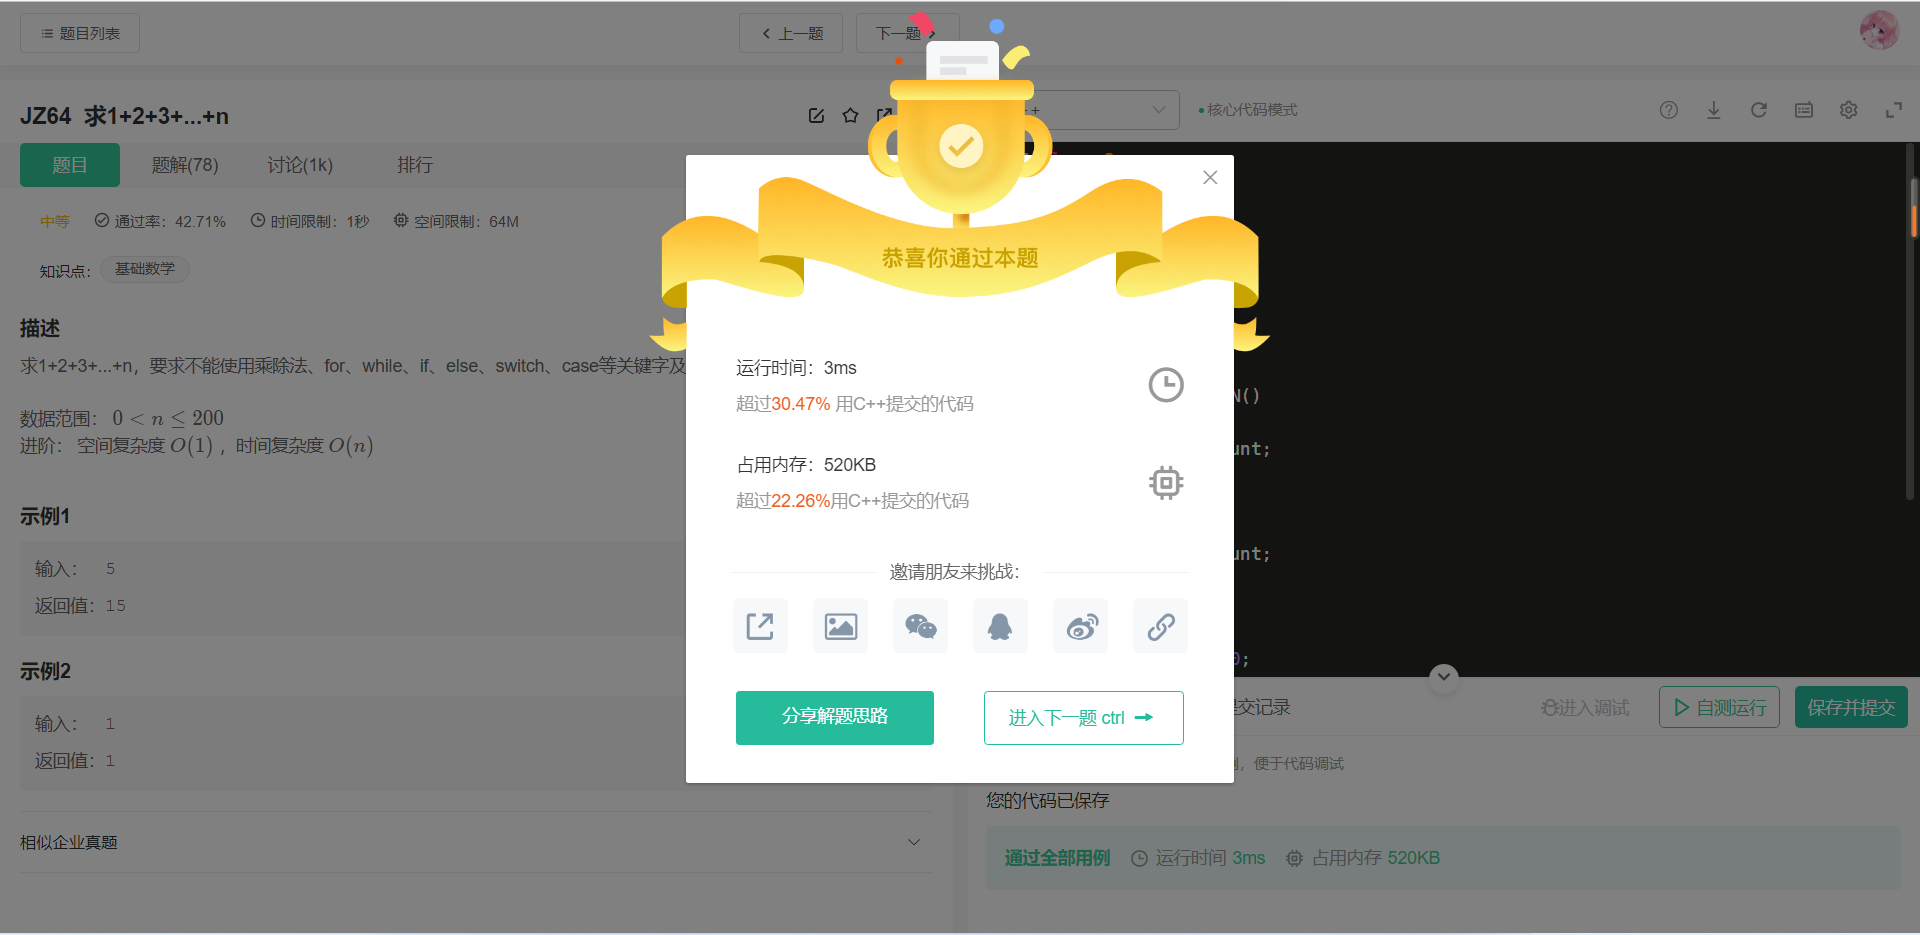 题目列表
上一题
下一题
JZ64 求1+2+3+...+n
核心代码模式
题目
题解(78)
讨论(1k)
排行
中等
通过率：42.71%
时间限制：1秒
空间限制：64M
知识点：
基础数学
描述
求1+2+3+...+n，要求不能使用乘除法、for、while、if、else、switch、case等关键字及
数据范围： 0 < n ≤ 200
进阶： 空间复杂度 O(1) ，时间复杂度 O(n)
示例1
输入： 5
返回值：15
示例2
输入： 1
返回值：1
相似企业真题
恭喜你通过本题
运行时间：3ms
超过30.47% 用C++提交的代码
占用内存：520KB
超过22.26%用C++提交的代码
邀请朋友来挑战：
分享解题思路
进入下一题 ctrl
N()
unt;
unt;
0;
交记录
进入调试
自测运行
保存并提交
，便于代码调试
您的代码已保存
通过全部用例
运行时间 3ms
占用内存 520KB